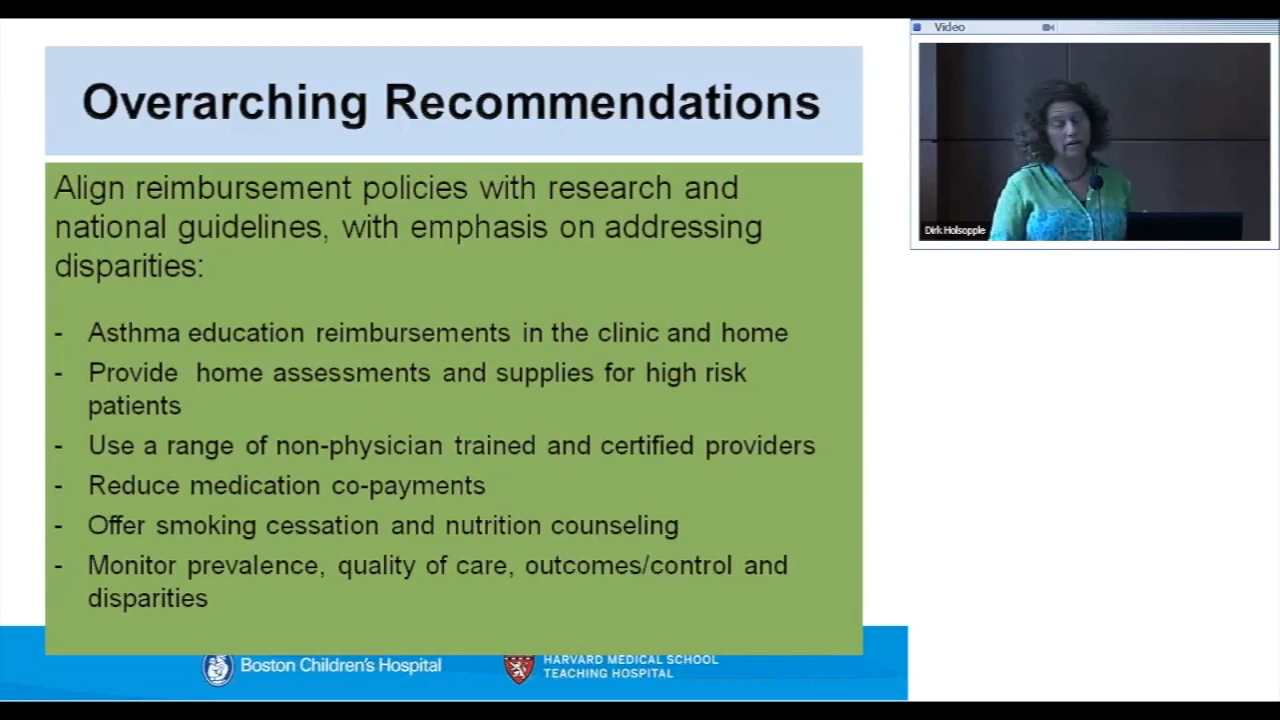 Overarching Recommendations
Align reimbursement policies with research and
national guidelines, with emphasis on addressing
disparities:
- Asthma education reimbursements in the clinic and home
- Provide home assessments and supplies for high risk
patients
- Use a range of non-physician trained and certified providers
- Reduce medication co-payments
- Offer smoking cessation and nutrition counseling
- Monitor prevalence, quality of care, outcomes/control and
disparities
Boston Children's Hospital
HARVARD MEDICAL SCHOOL
TEACHING HOSPITAL
Video
Dirk Holsopple